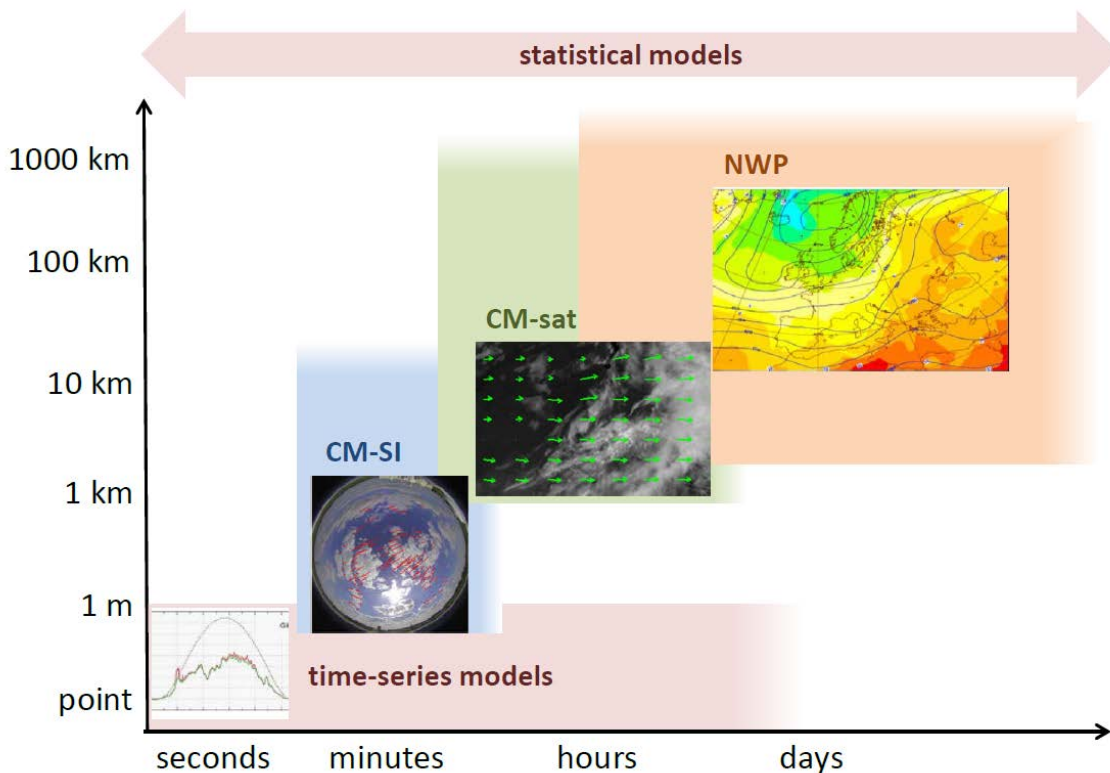 statistical models
1000 km
NWP
100 km
CM-sat
10 km
CM-SI
1 km
1 m
time-series models
point
seconds minutes hours days